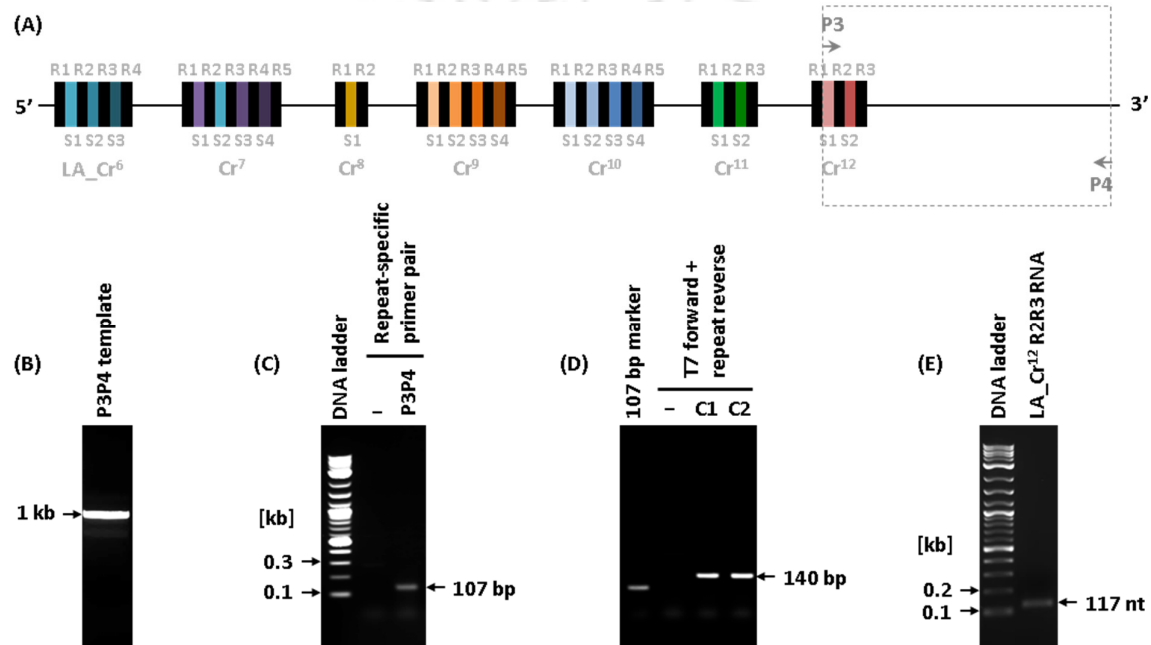 (A)
P3
R1 R2 R3 R4
R1 R2 R3 R4 R5
R1 R2
R1 R2 R3 R4 R5
R1 R2 R3 R4 R5
R1 R2 R3
R1 R2 R3
5’
3’
S1 S2 S3
S1 S2 S3 S4
S1
S1 S2 S3 S4
S1 S2 S3 S4
S1 S2
S1 S2
LA_Cr⁶
Cr⁷
Cr⁸
Cr⁹
Cr¹⁰
Cr¹¹
Cr¹²
P4
(B)
P3P4 template
1 kb
(C)
DNA ladder
Repeat-specific
primer pair
–
P3P4
[kb]
0.3
0.1
107 bp
(D)
107 bp marker
T7 forward +
repeat reverse
–
C1
C2
140 bp
(E)
DNA ladder
LA_Cr¹² R2R3 RNA
[kb]
0.2
0.1
117 nt